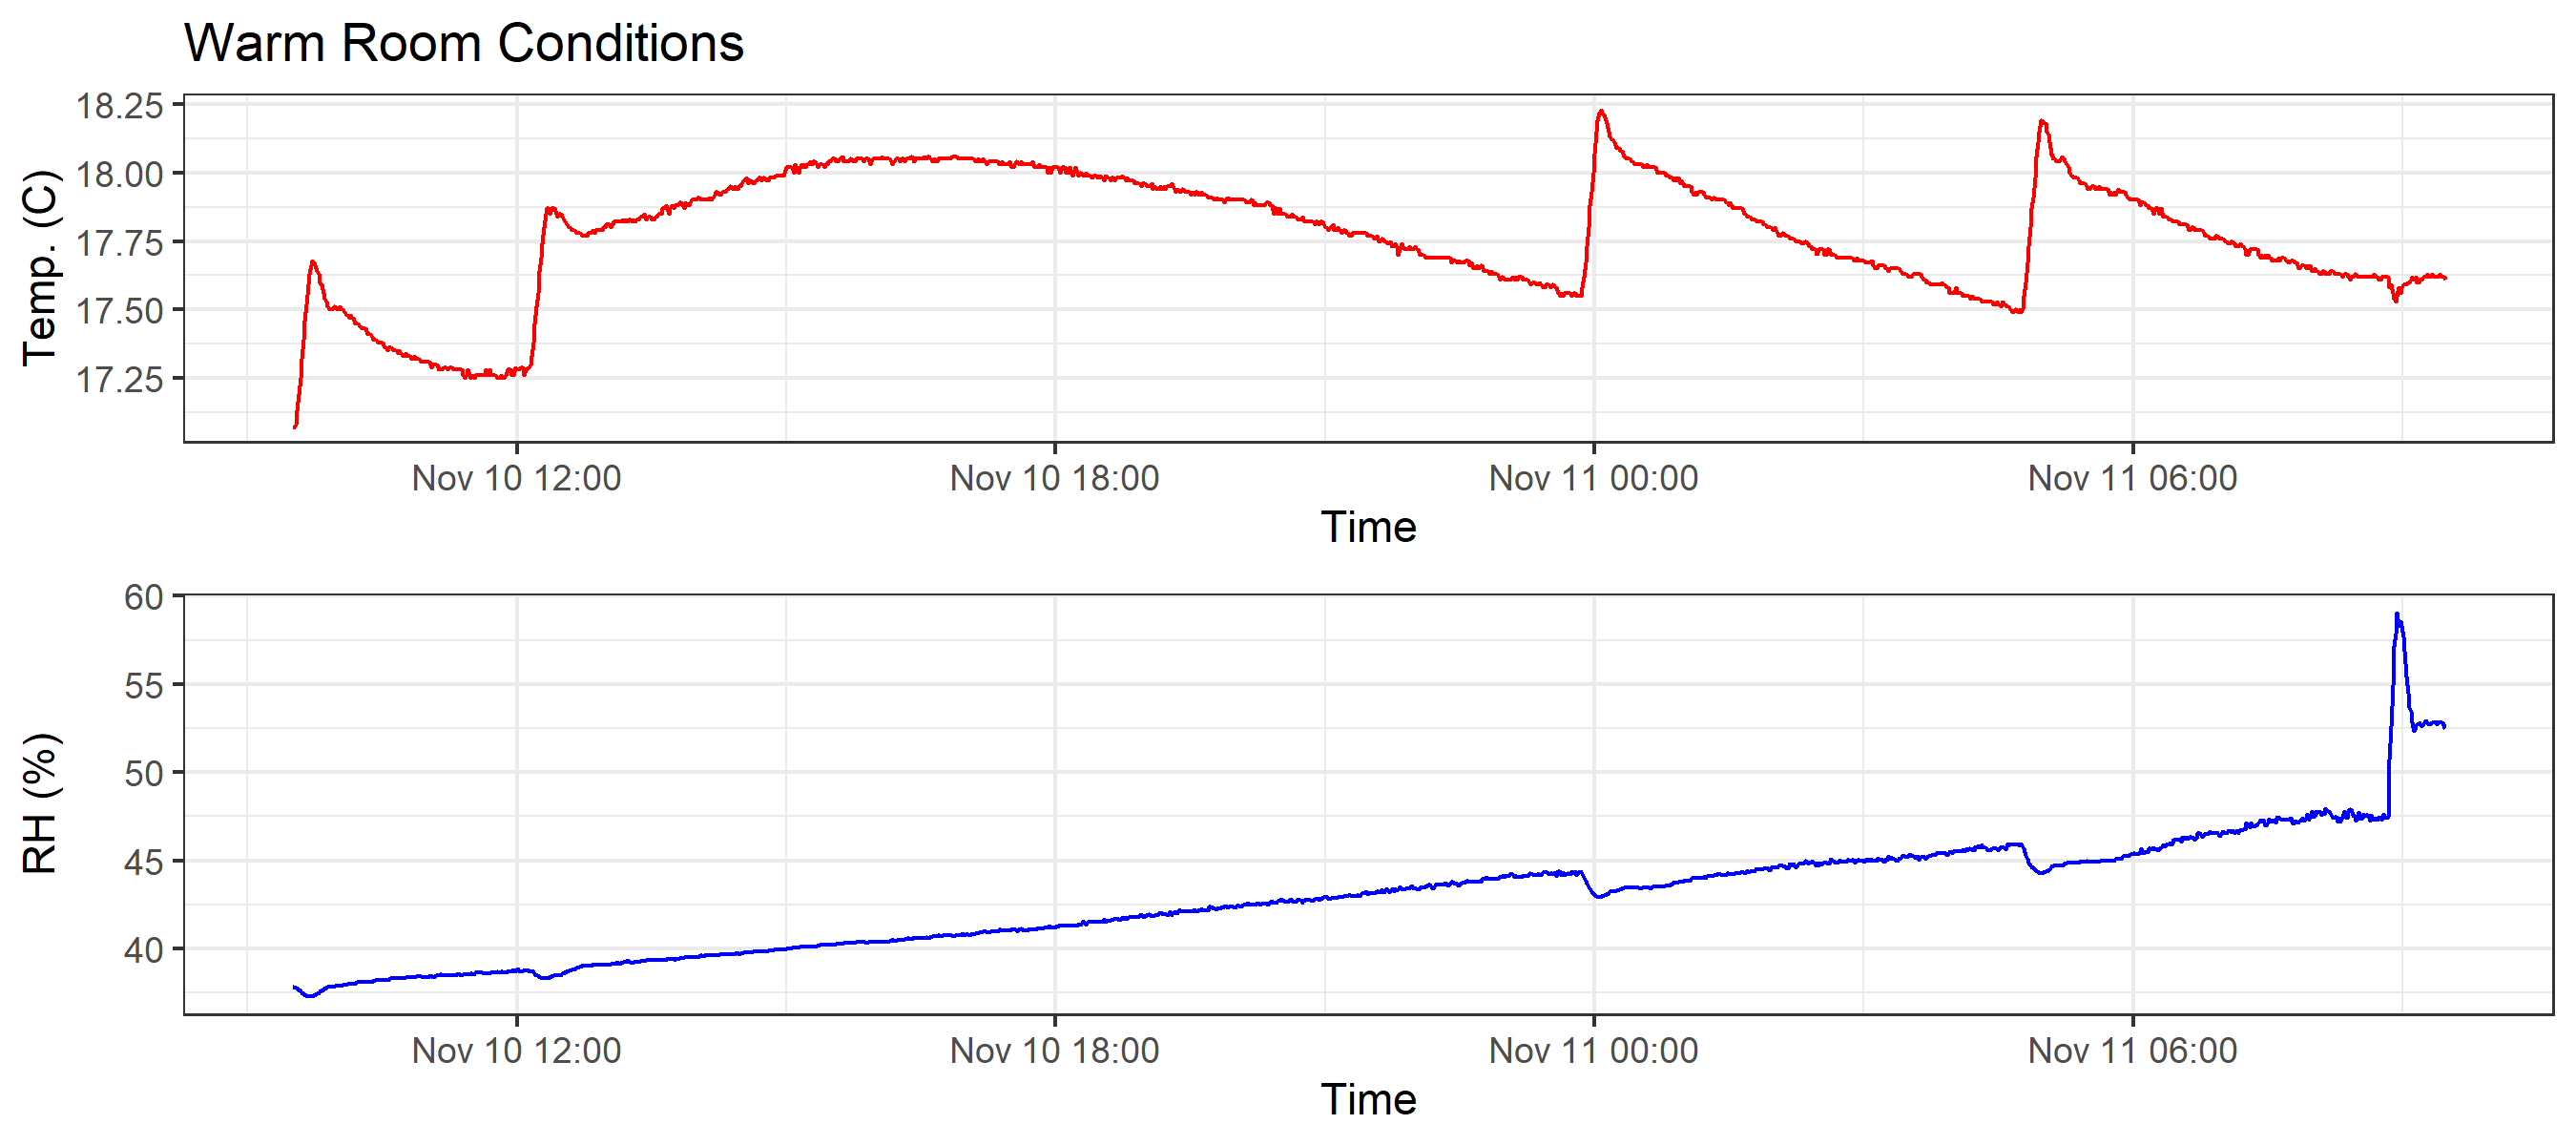 Warm Room Conditions
Temp. (C)
18.25
18.00
17.75
17.50
17.25
Nov 10 12:00 Nov 10 18:00 Nov 11 00:00 Nov 11 06:00
Time
RH (%)
60
55
50
45
40
Nov 10 12:00 Nov 10 18:00 Nov 11 00:00 Nov 11 06:00
Time